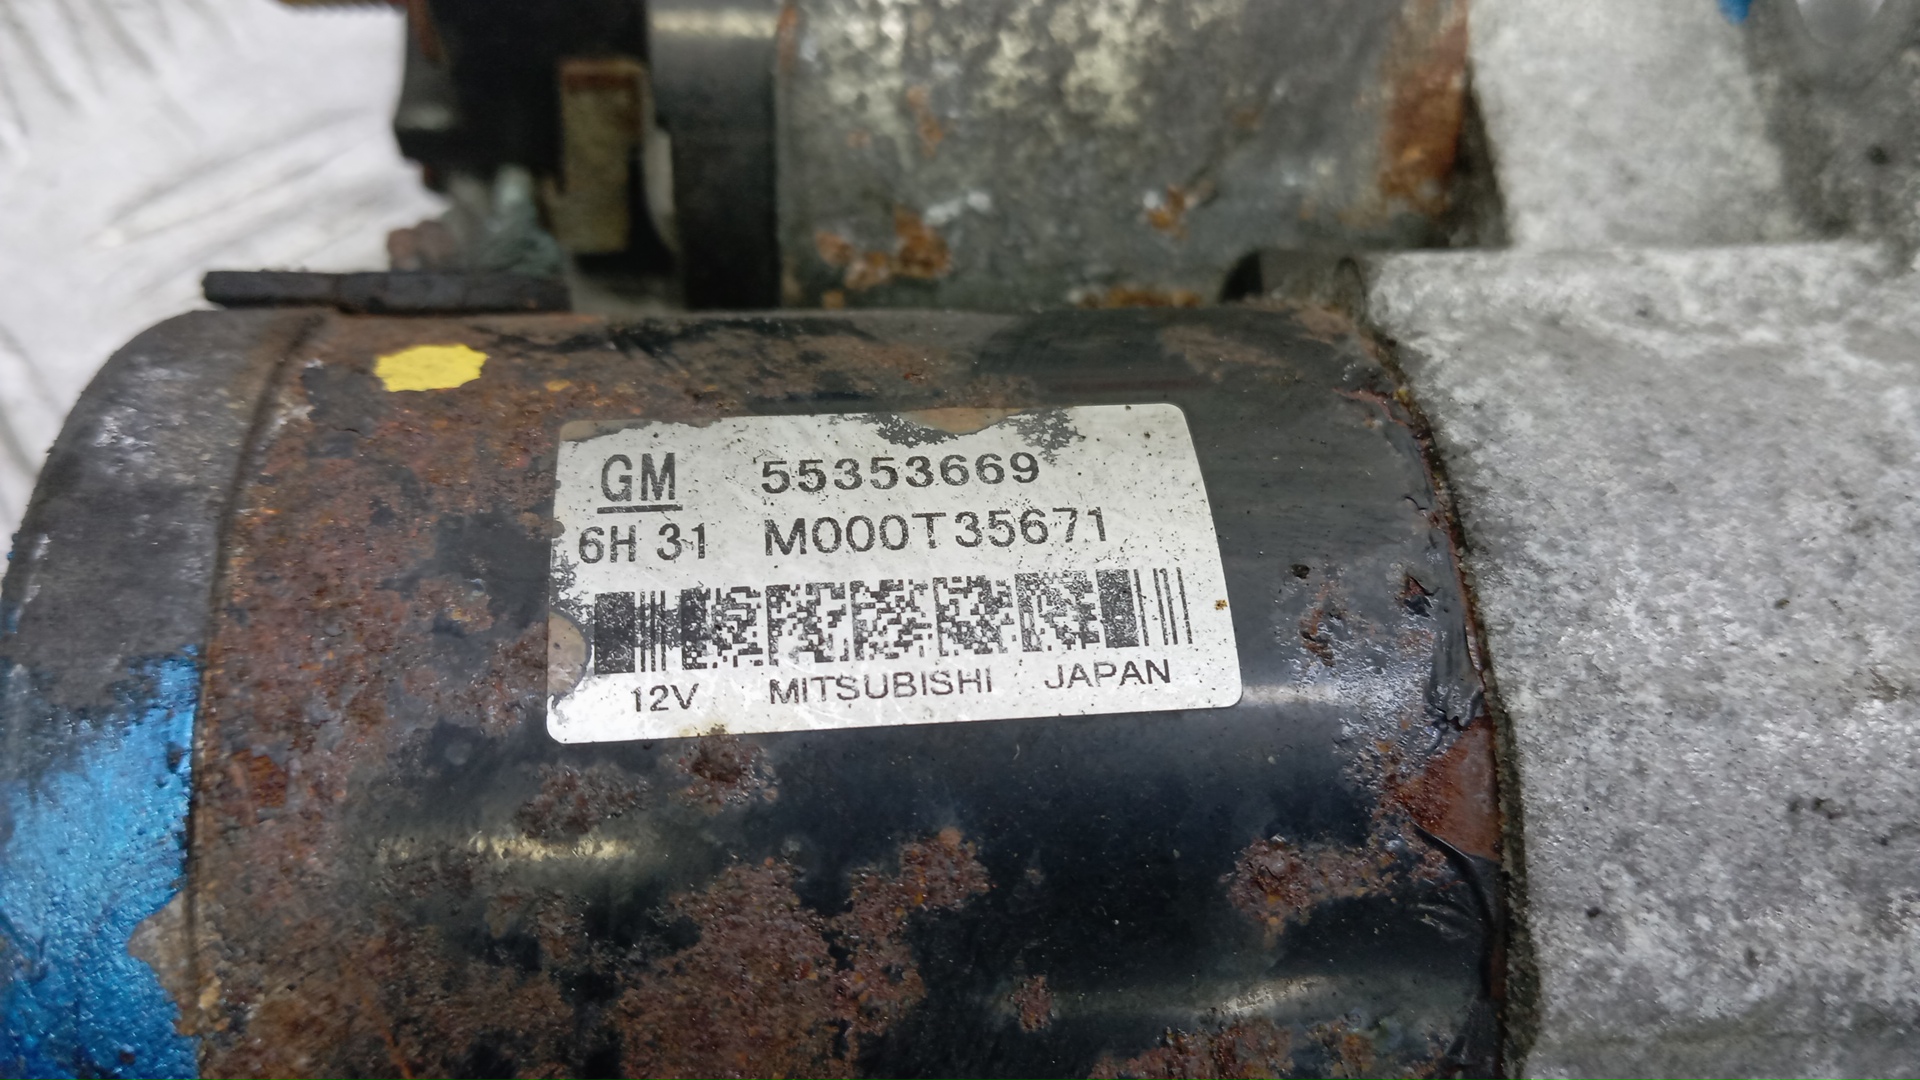 GM 55353669
6H 31 M000T35671
12V MITSUBISHI JAPAN